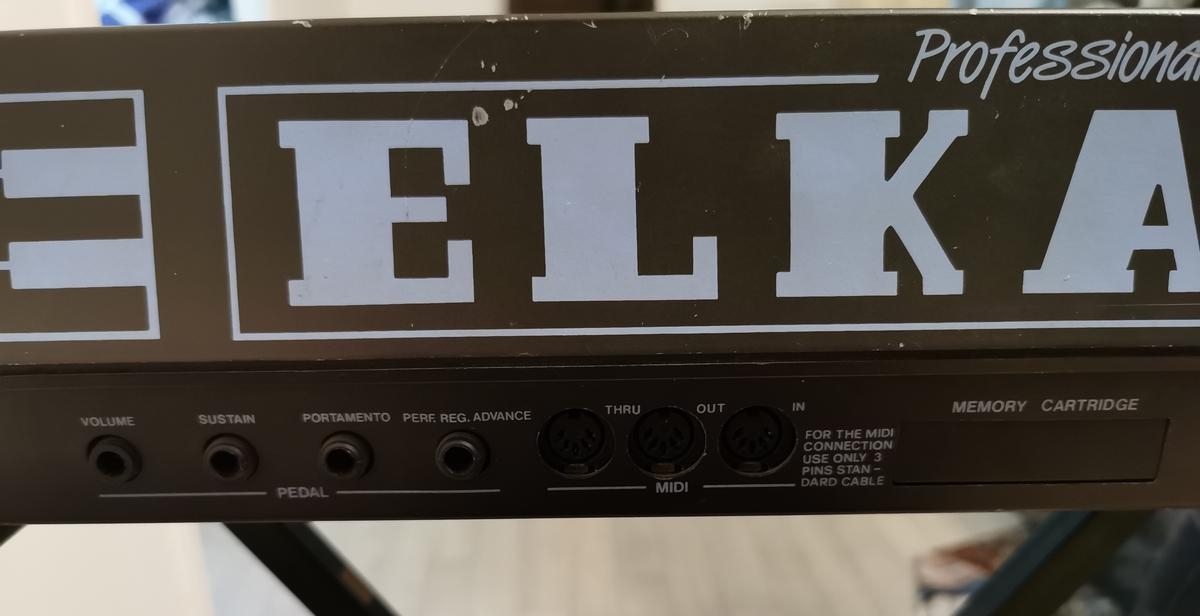 Professional
ELKA
VOLUME
SUSTAIN
PORTAMENTO
PERF. REG. ADVANCE
PEDAL
THRU
OUT
IN
MIDI
FOR THE MIDI
CONNECTION
USE ONLY 3
PINS STAN-
DARD CABLE
MEMORY CARTRIDGE